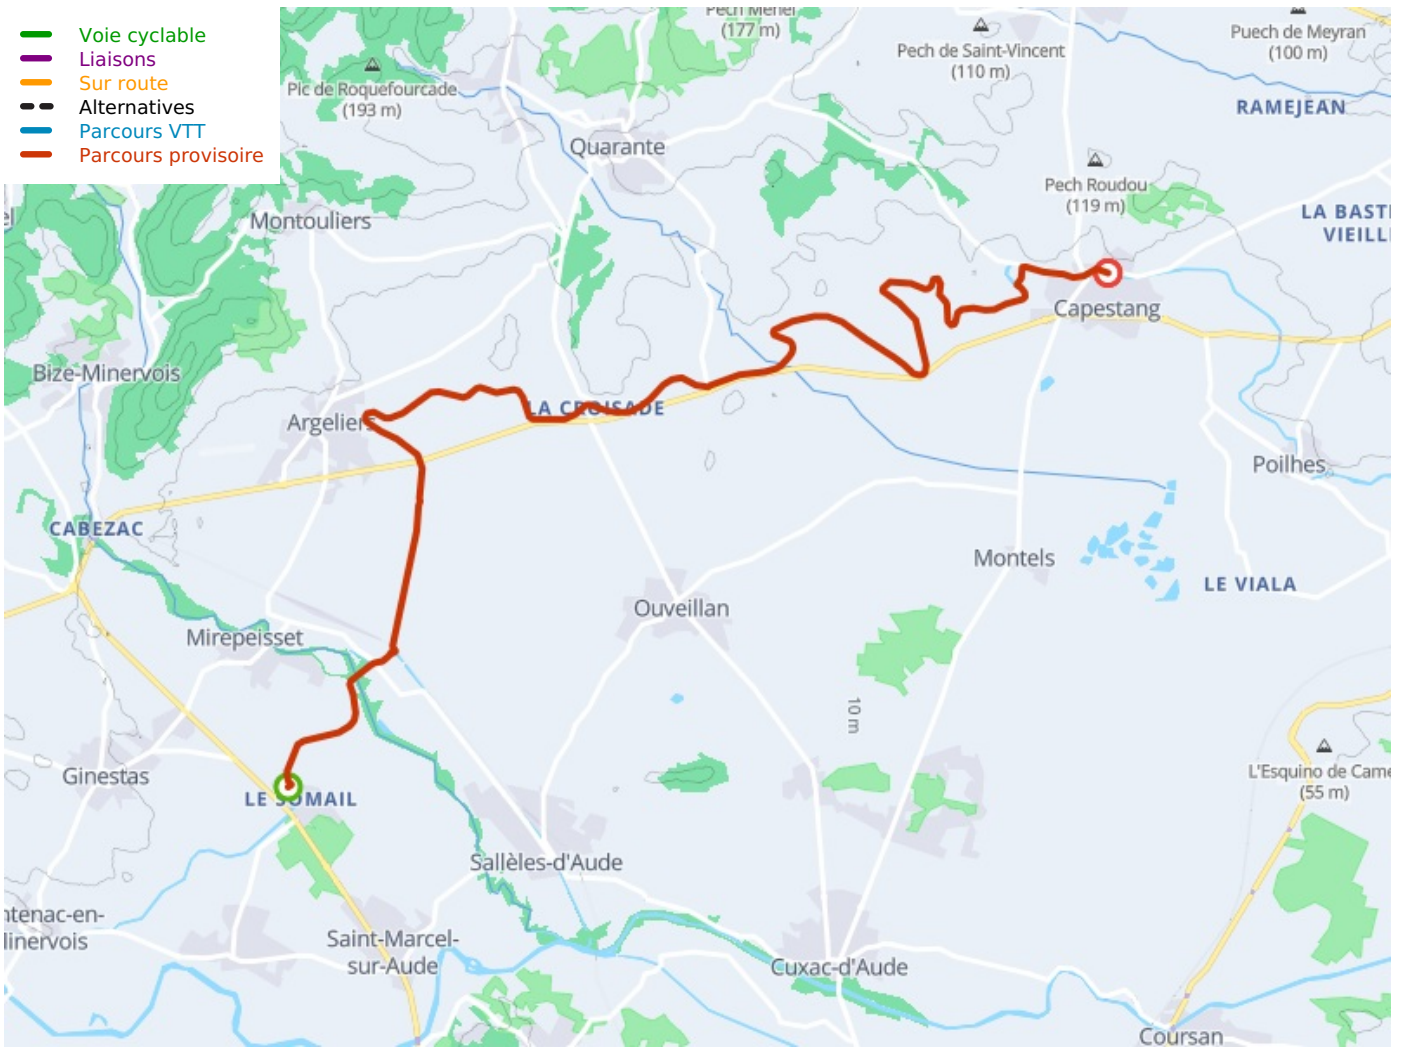 Voie cyclable
Liaisons
Sur route
Alternatives
Parcours VTT
Parcours provisoire
(177 m)
Pech de Saint-Vincent
(110 m)
Puech de Meyran
(100 m)
Pic de Roquefourcade
(193 m)
RAMEJEAN
Quarante
Pech Roudou
(119 m)
Montouliers
LA BASTI
VIEILLE
Capestang
Bize-Minervois
LA CROISADE
Argeliers
Poilhes
CABEZAC
Montels
LE VIALA
Ouveillan
Mirepeisset
10 m
Ginestas
L'Esquino de Came
(55 m)
LE SOMAIL
Sallèles-d'Aude
ntenac-en-
linervois
Saint-Marcel-
sur-Aude
Cuxac-d'Aude
Coursan